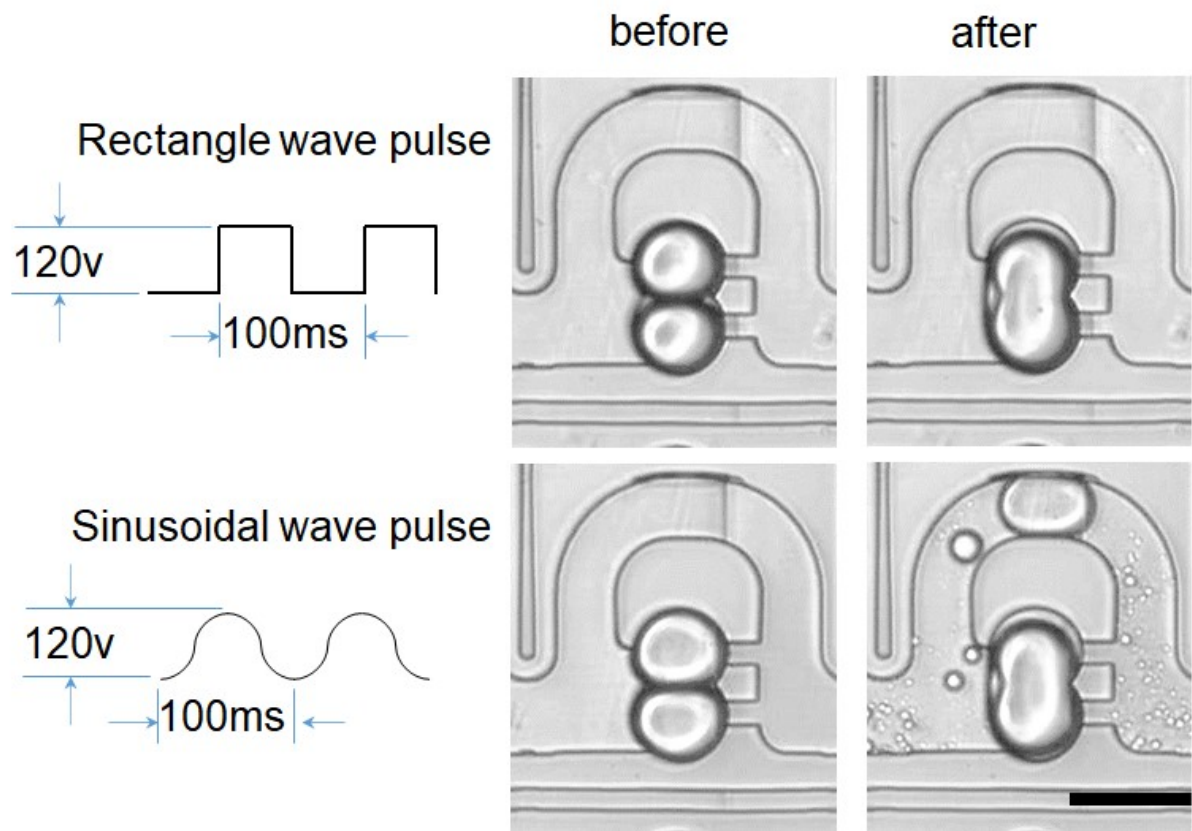 before
after
Rectangle wave pulse
120v
100ms
Sinusoidal wave pulse
120v
100ms